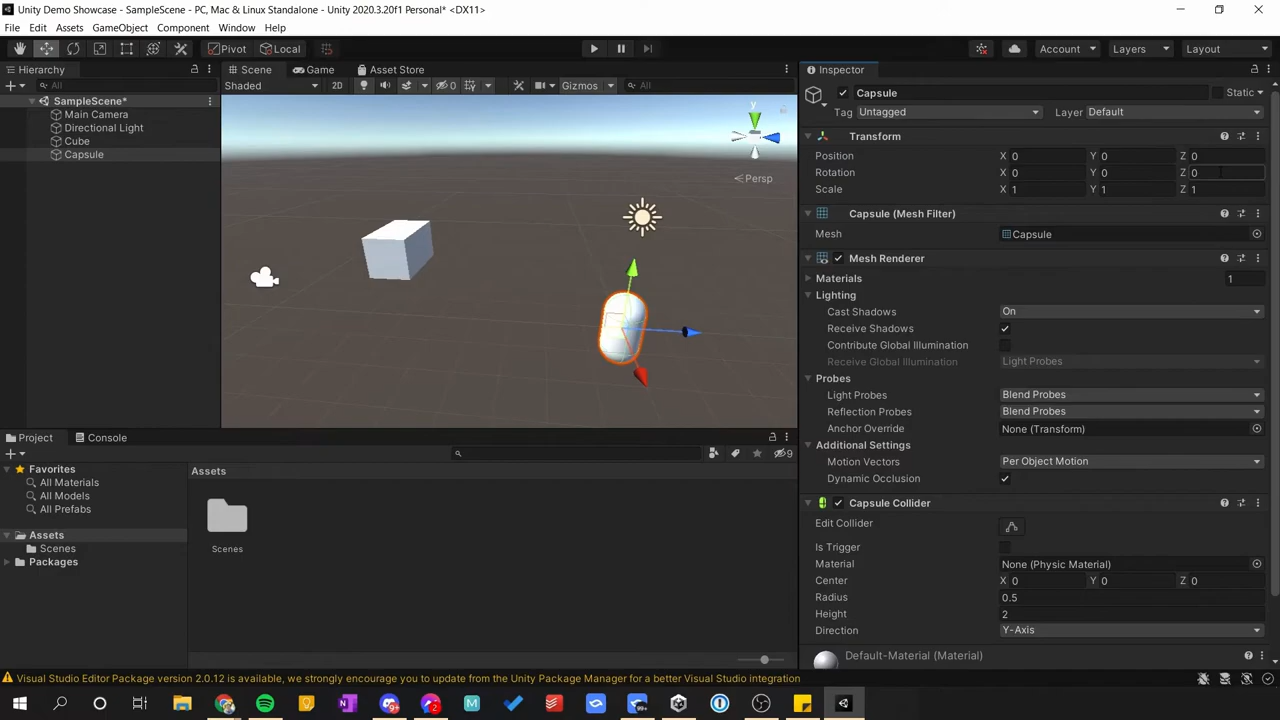 Unity Demo Showcase - SampleScene - PC, Mac & Linux Standalone - Unity 2020.3.20f1 Personal* <DX11>
File Edit Assets GameObject Component Window Help
Pivot Local Account Layers Layout
Hierarchy
All
SampleScene*
Main Camera
Directional Light
Cube
Capsule
Scene Game Asset Store
Shaded 2D 0 Gizmos All
y
Persp
Project Console
9
Favorites
All Materials
All Models
All Prefabs
Assets
Scenes
Packages
Assets
Scenes
Inspector
Capsule Static
Tag Untagged Layer Default
Transform
Position X 0 Y 0 Z 0
Rotation X 0 Y 0 Z 0
Scale X 1 Y 1 Z 1
Capsule (Mesh Filter)
Mesh Capsule
Mesh Renderer
Materials 1
Lighting
Cast Shadows On
Receive Shadows
Contribute Global Illumination
Receive Global Illumination Light Probes
Probes
Light Probes Blend Probes
Reflection Probes Blend Probes
Anchor Override None (Transform)
Additional Settings
Motion Vectors Per Object Motion
Dynamic Occlusion
Capsule Collider
Edit Collider
Is Trigger
Material None (Physic Material)
Center X 0 Y 0 Z 0
Radius 0.5
Height 2
Direction Y-Axis
Default-Material (Material)
Visual Studio Editor Package version 2.0.12 is available, we strongly encourage you to update from the Unity Package Manager for a better Visual Studio integration